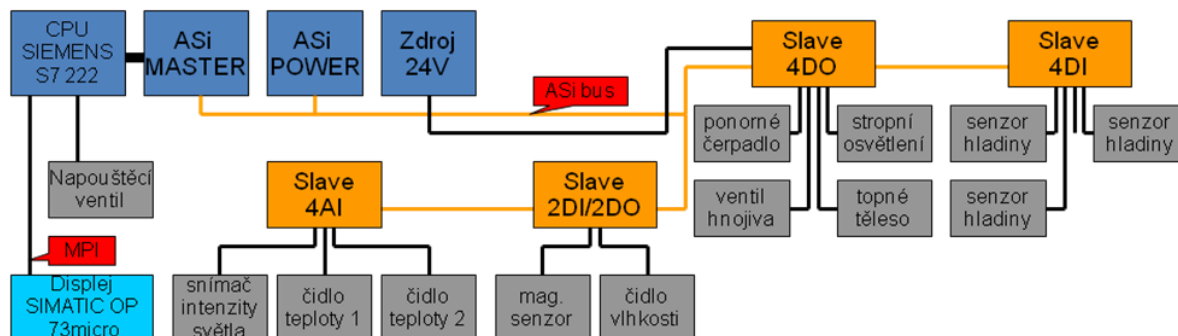 CPU
SIEMENS
S7 222
ASi
MASTER
ASi
POWER
Zdroj
24V
Slave
4DO
Slave
4DI
ASi bus
ponorné
čerpadlo
stropní
osvětlení
senzor
hladiny
senzor
hladiny
Napouštěcí
ventil
Slave
4AI
Slave
2DI/2DO
ventil
hnojiva
topné
těleso
senzor
hladiny
MPI
Displej
SIMATIC OP
73micro
snímač
intenzity
světla
čidlo
teploty 1
čidlo
teploty 2
mag.
senzor
čidlo
vlhkosti